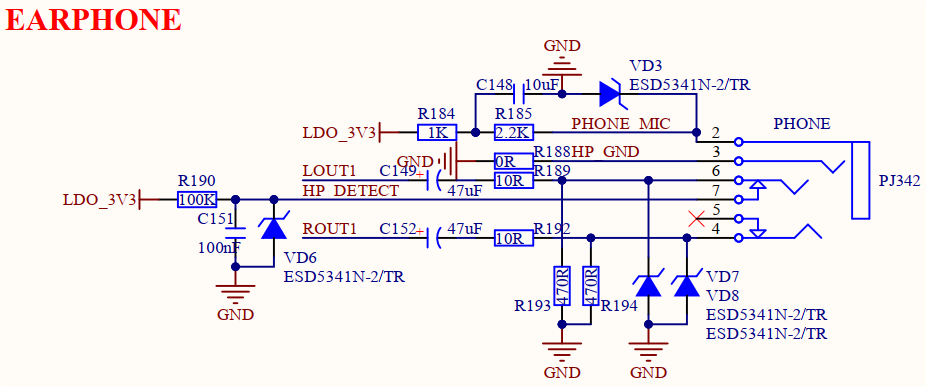 EARPHONE
GND
VD3
C148 10uF ESD5341N-2/TR
R184 R185
LDO_3V3 1K 2.2K PHONE_MIC 2 PHONE
GND 0R R188 HP_GND 3
LOUT1 C149 + 47uF 10R R189 6 PJ342
R190 HP_DETECT 7
LDO_3V3 100K
C151 5
ROUT1 C152 + 47uF 10R R192 4
100nF
VD6
ESD5341N-2/TR
R193 470R 470R R194 VD7
VD8
ESD5341N-2/TR
ESD5341N-2/TR
GND
GND GND